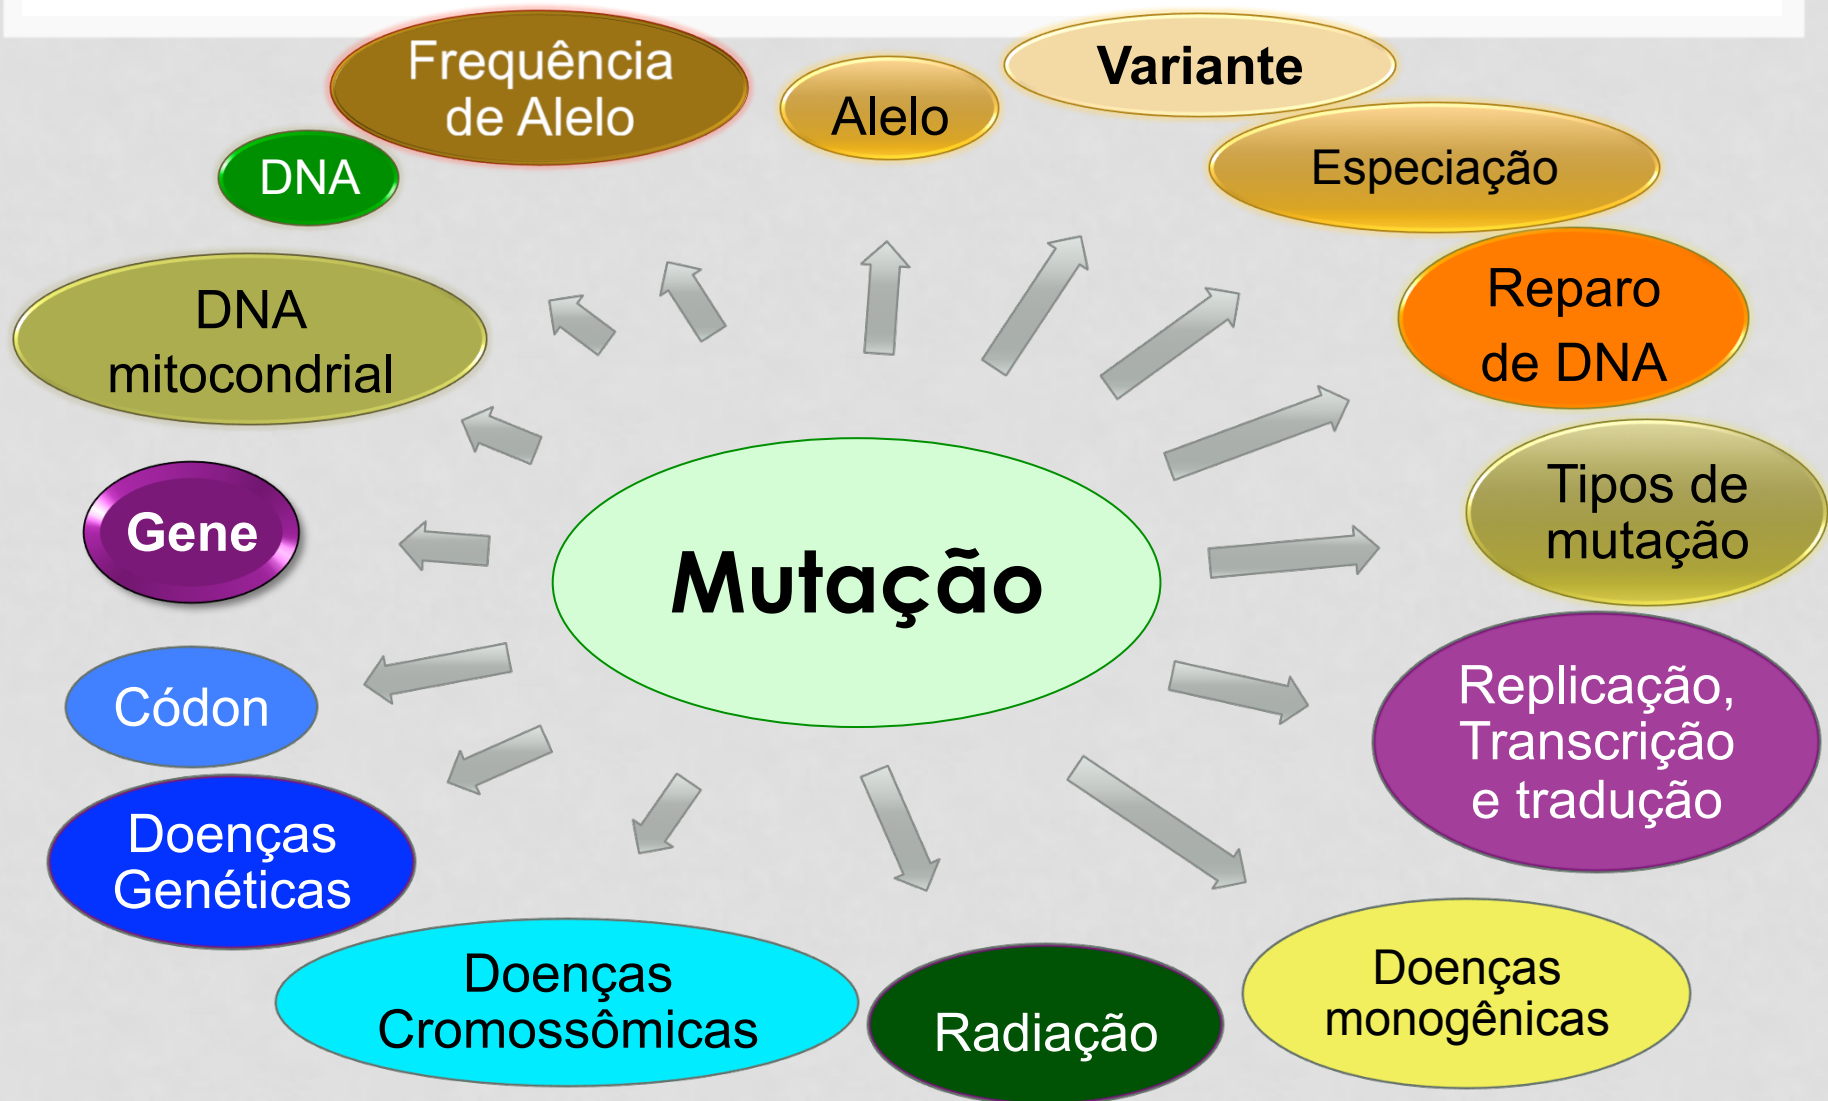 Frequência
de Alelo
Alelo
Variante
DNA
Especiação
DNA
mitocondrial
Reparo
de DNA
Gene
Mutação
Tipos de
mutação
Códon
Replicação,
Transcrição
e tradução
Doenças
Genéticas
Doenças
Cromossômicas
Radiação
Doenças
monogênicas